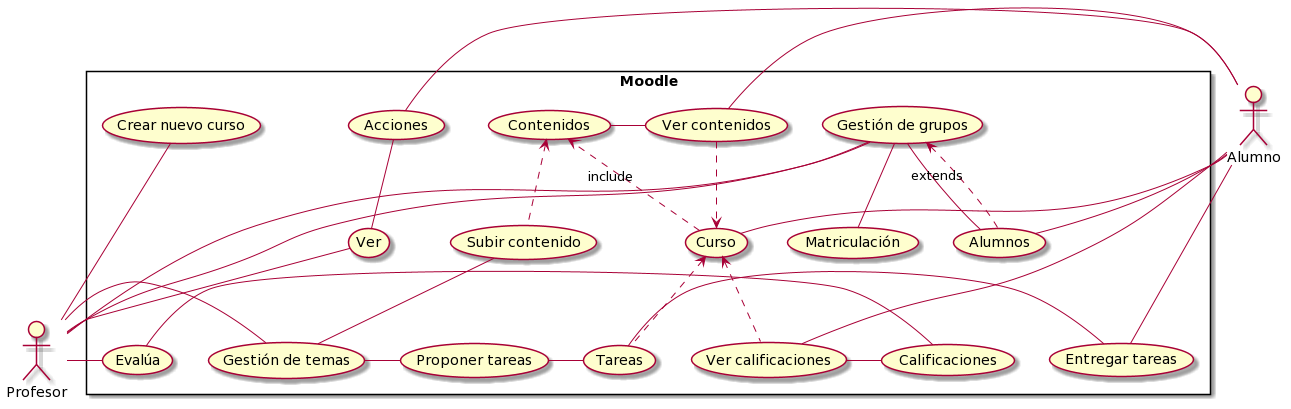 Moodle
Crear nuevo curso
Acciones
Contenidos
Ver contenidos
Gestión de grupos
Alumno
include
extends
Ver
Subir contenido
Curso
Matriculación
Alumnos
Evalúa
Gestión de temas
Proponer tareas
Tareas
Ver calificaciones
Calificaciones
Entregar tareas
Profesor